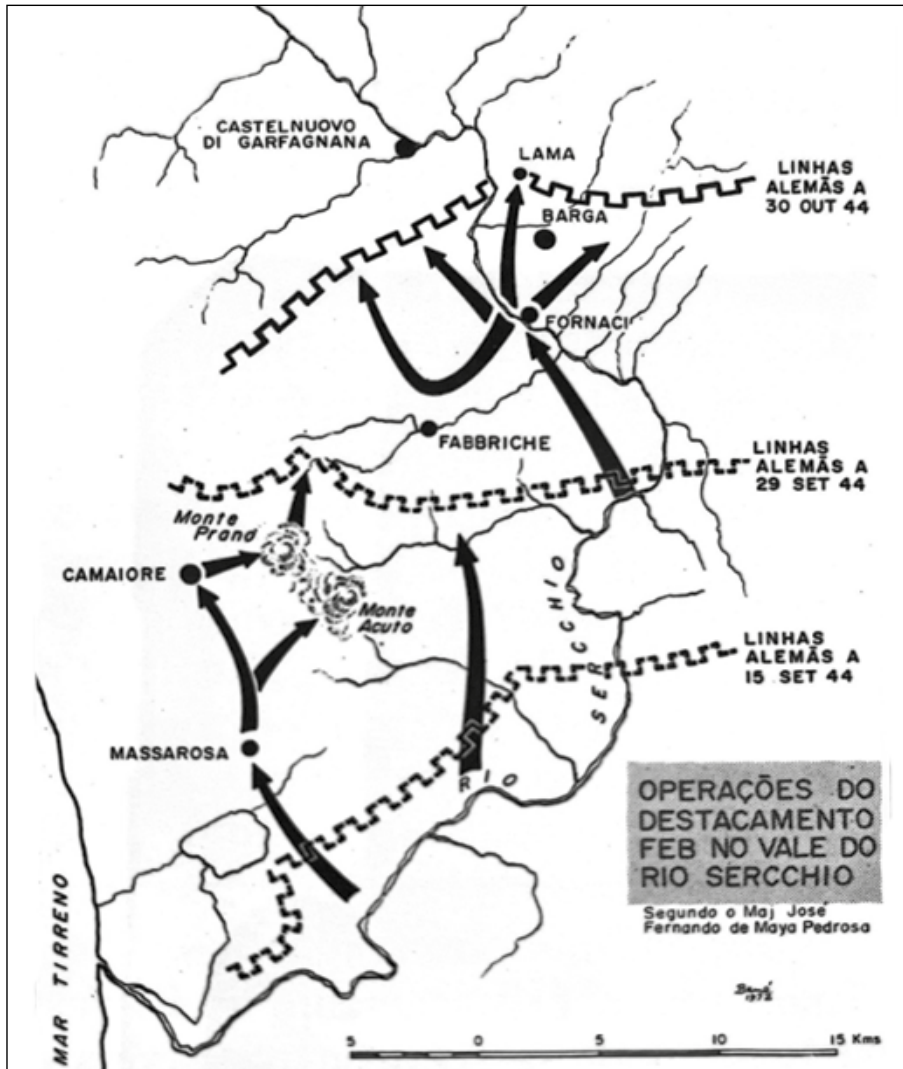 CASTELNUOVO
DI GARFAGNANA
LAMA
BARGA
LINHAS
ALEMÃS A
30 OUT 44
FORNACI
FABBRICHE
LINHAS
ALEMÃS A
29 SET 44
Monte
Prano
CAMAIORE
Monte
Acuto
SERCCHIO
LINHAS
ALEMÃS A
15 SET 44
MASSAROSA
RIO
OPERAÇÕES DO
DESTACAMENTO
FEB NO VALE DO
RIO SERCCHIO
Segundo o Maj José
Fernando de Maya Pedrosa
MAR TIRRENO
1972
5 0 5 10 15 Kms